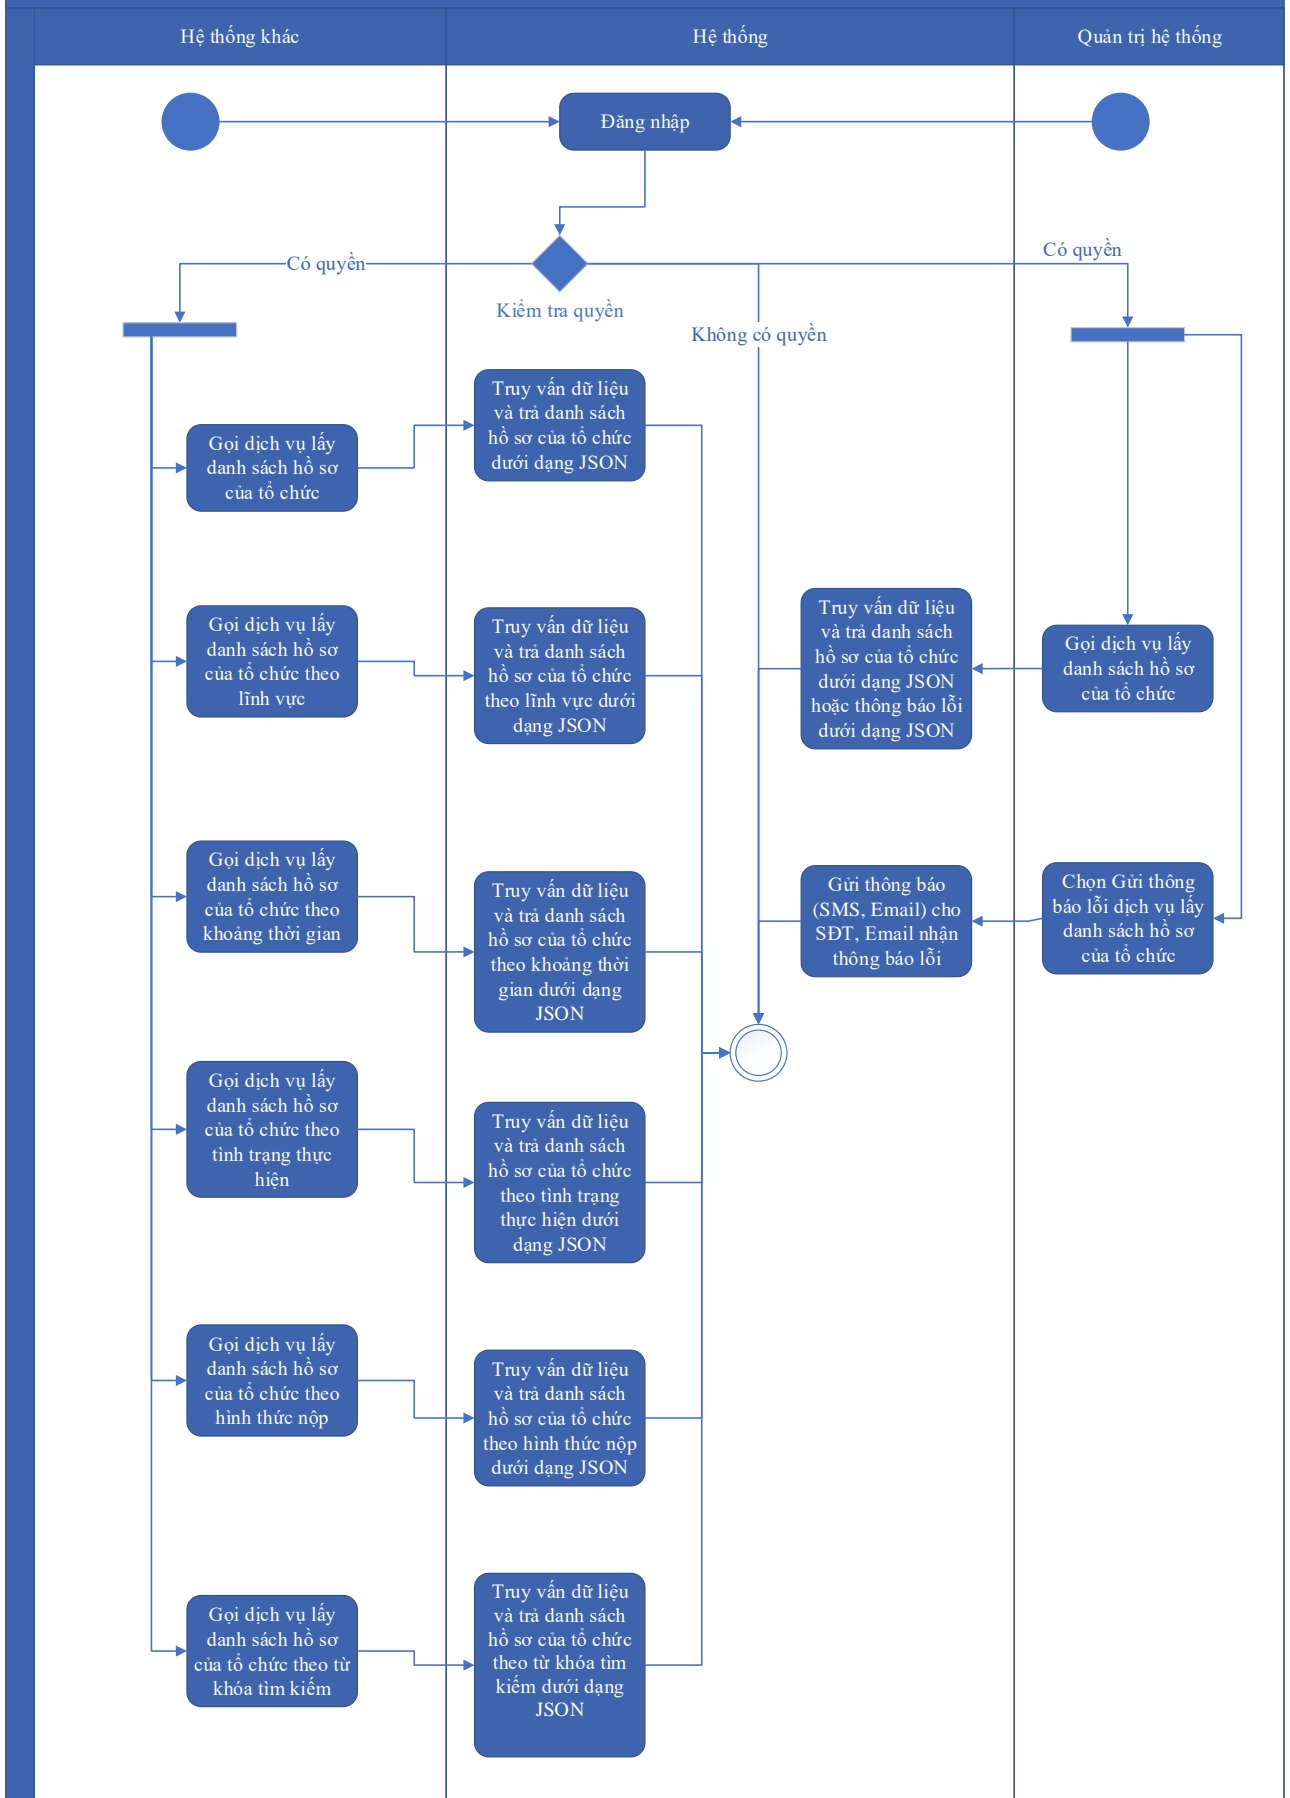 Hệ thống khác
Hệ thống
Quản trị hệ thống
Đăng nhập
Có quyền
Kiểm tra quyền
Có quyền
Không có quyền
Gọi dịch vụ lấy
danh sách hồ sơ
của tổ chức
Truy vấn dữ liệu
và trả danh sách
hồ sơ của tổ chức
dưới dạng JSON
Gọi dịch vụ lấy
danh sách hồ sơ
của tổ chức theo
lĩnh vực
Truy vấn dữ liệu
và trả danh sách
hồ sơ của tổ chức
theo lĩnh vực dưới
dạng JSON
Truy vấn dữ liệu
và trả danh sách
hồ sơ của tổ chức
dưới dạng JSON
hoặc thông báo lỗi
dưới dạng JSON
Gọi dịch vụ lấy
danh sách hồ sơ
của tổ chức
Gọi dịch vụ lấy
danh sách hồ sơ
của tổ chức theo
khoảng thời gian
Truy vấn dữ liệu
và trả danh sách
hồ sơ của tổ chức
theo khoảng thời
gian dưới dạng
JSON
Gửi thông báo
(SMS, Email) cho
SĐT, Email nhận
thông báo lỗi
Chọn Gửi thông
báo lỗi dịch vụ lấy
danh sách hồ sơ
của tổ chức
Gọi dịch vụ lấy
danh sách hồ sơ
của tổ chức theo
tình trạng thực
hiện
Truy vấn dữ liệu
và trả danh sách
hồ sơ của tổ chức
theo tình trạng
thực hiện dưới
dạng JSON
Gọi dịch vụ lấy
danh sách hồ sơ
của tổ chức theo
hình thức nộp
Truy vấn dữ liệu
và trả danh sách
hồ sơ của tổ chức
theo hình thức nộp
dưới dạng JSON
Gọi dịch vụ lấy
danh sách hồ sơ
của tổ chức theo từ
khóa tìm kiếm
Truy vấn dữ liệu
và trả danh sách
hồ sơ của tổ chức
theo từ khóa tìm
kiếm dưới dạng
JSON